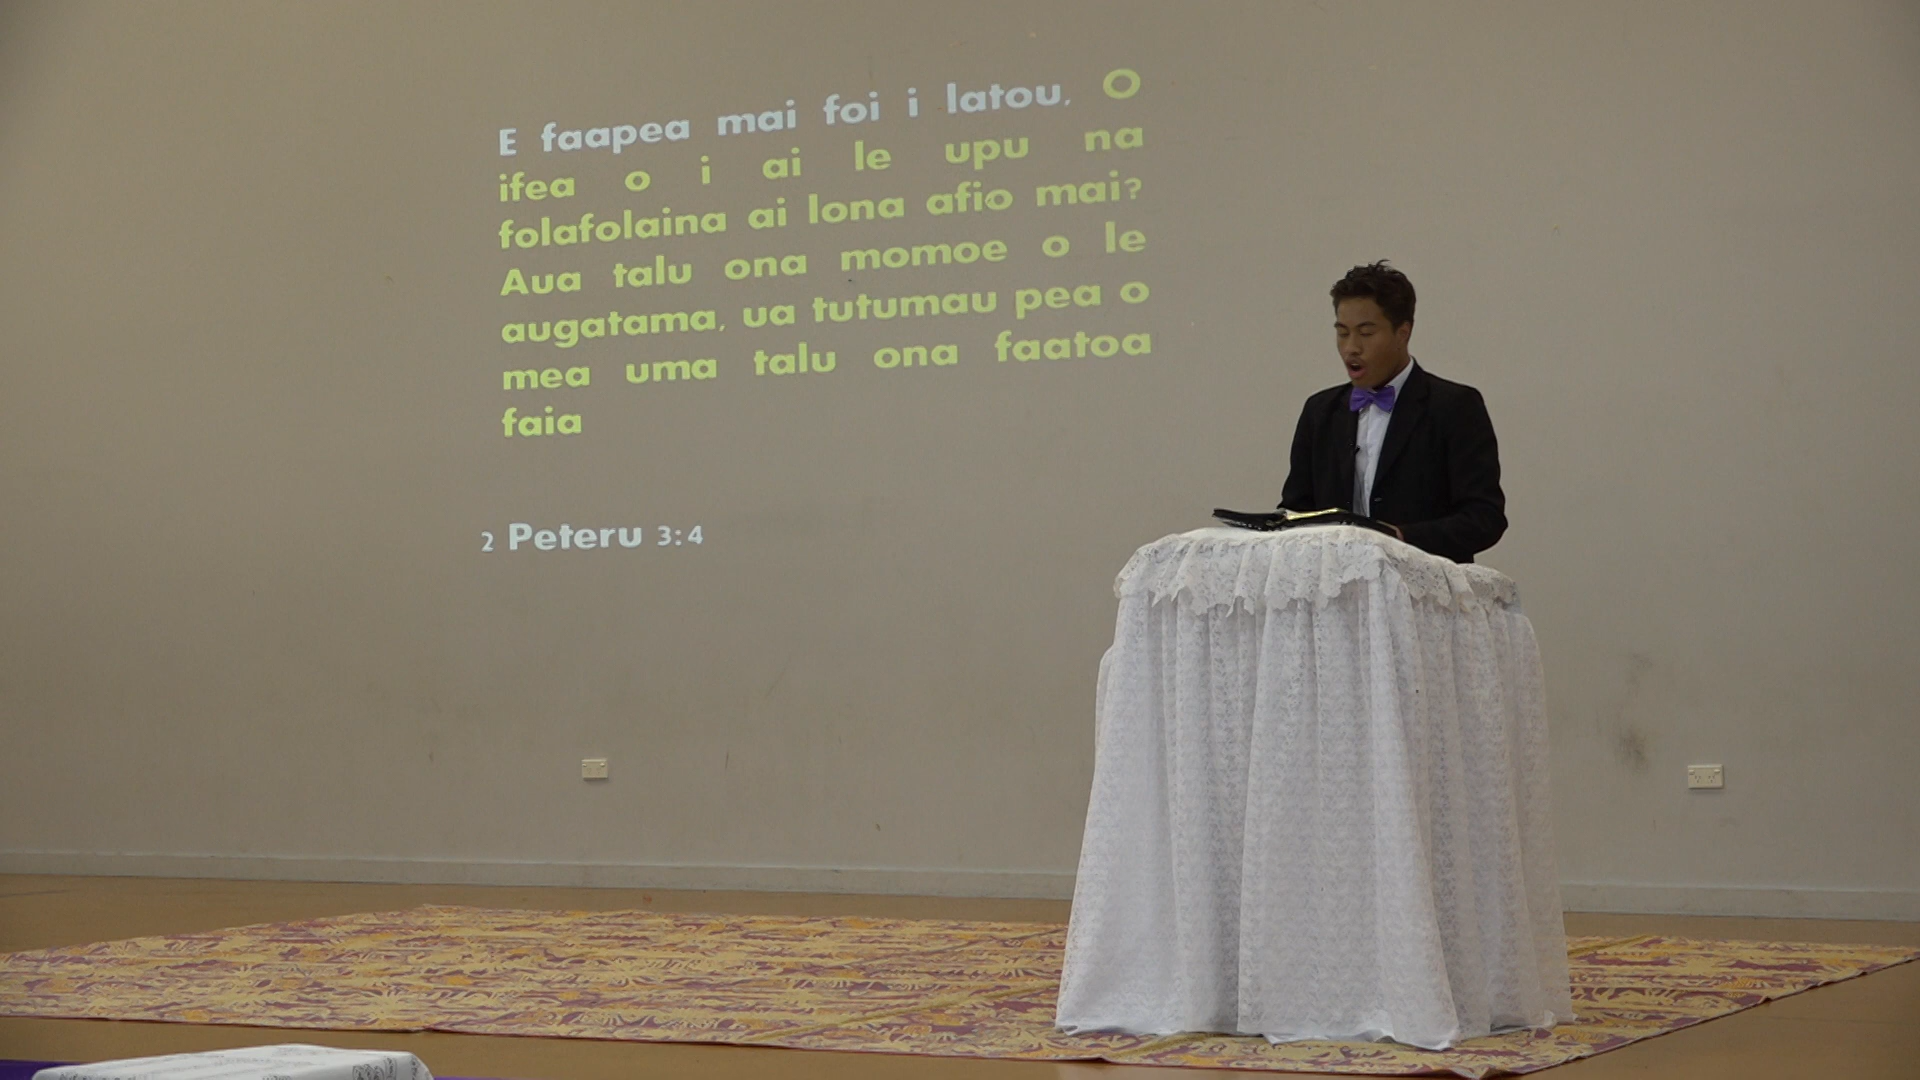 E faapea mai foi i latou, O
ifea o i ai le upu na
folafolaina ai lona afio mai?
Aua talu ona momoe o le
augatama, ua tutumau pea o
mea uma talu ona faatoa
faia
2 Peteru 3:4